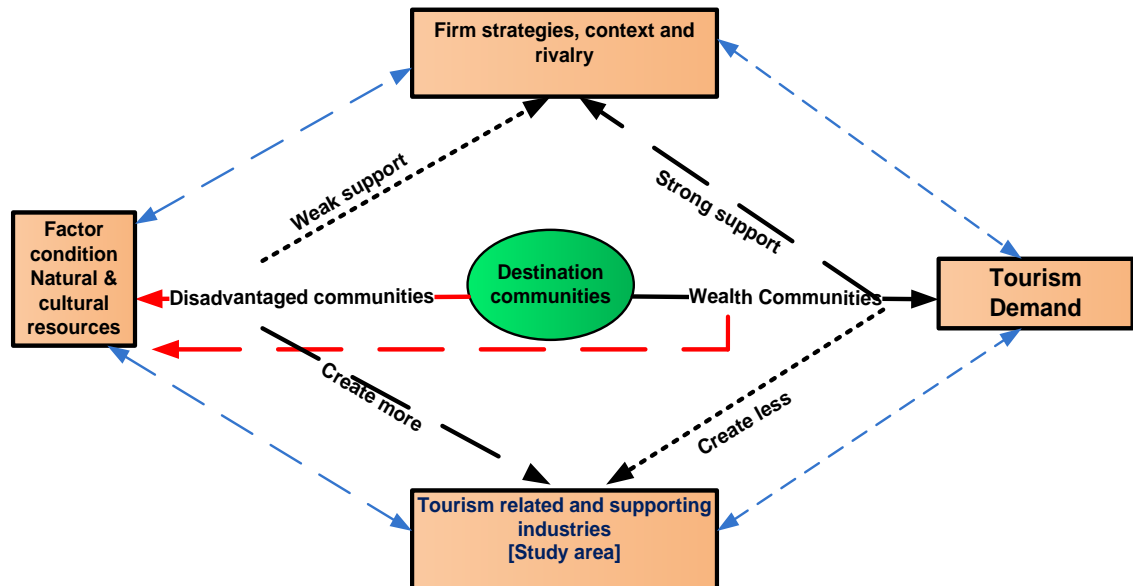 Firm strategies, context and
rivalry
Weak support
Strong support
Factor
condition
Natural &
cultural
resources
Disadvantaged communities
Destination
communities
Wealth Communities
Tourism
Demand
Create more
Create less
Tourism related and supporting
industries
[Study area]